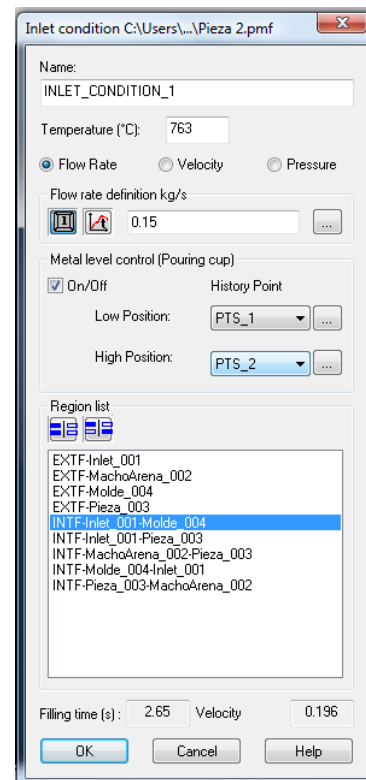 Inlet condition C:\Users\...\Pieza 2.pmf
Name:
INLET_CONDITION_1
Temperature (°C): 763
Flow Rate Velocity Pressure
Flow rate definition kg/s
1 0.15 ...
Metal level control (Pouring cup)
On/Off History Point
Low Position: PTS_1 ...
High Position: PTS_2 ...
Region list
EXTF-Inlet_001
EXTF-MachoArena_002
EXTF-Molde_004
EXTF-Pieza_003
INTF-Inlet_001-Molde_004
INTF-Inlet_001-Pieza_003
INTF-MachoArena_002-Pieza_003
INTF-Molde_004-Inlet_001
INTF-Pieza_003-MachoArena_002
Filling time (s) : 2.65 Velocity 0.196
OK Cancel Help